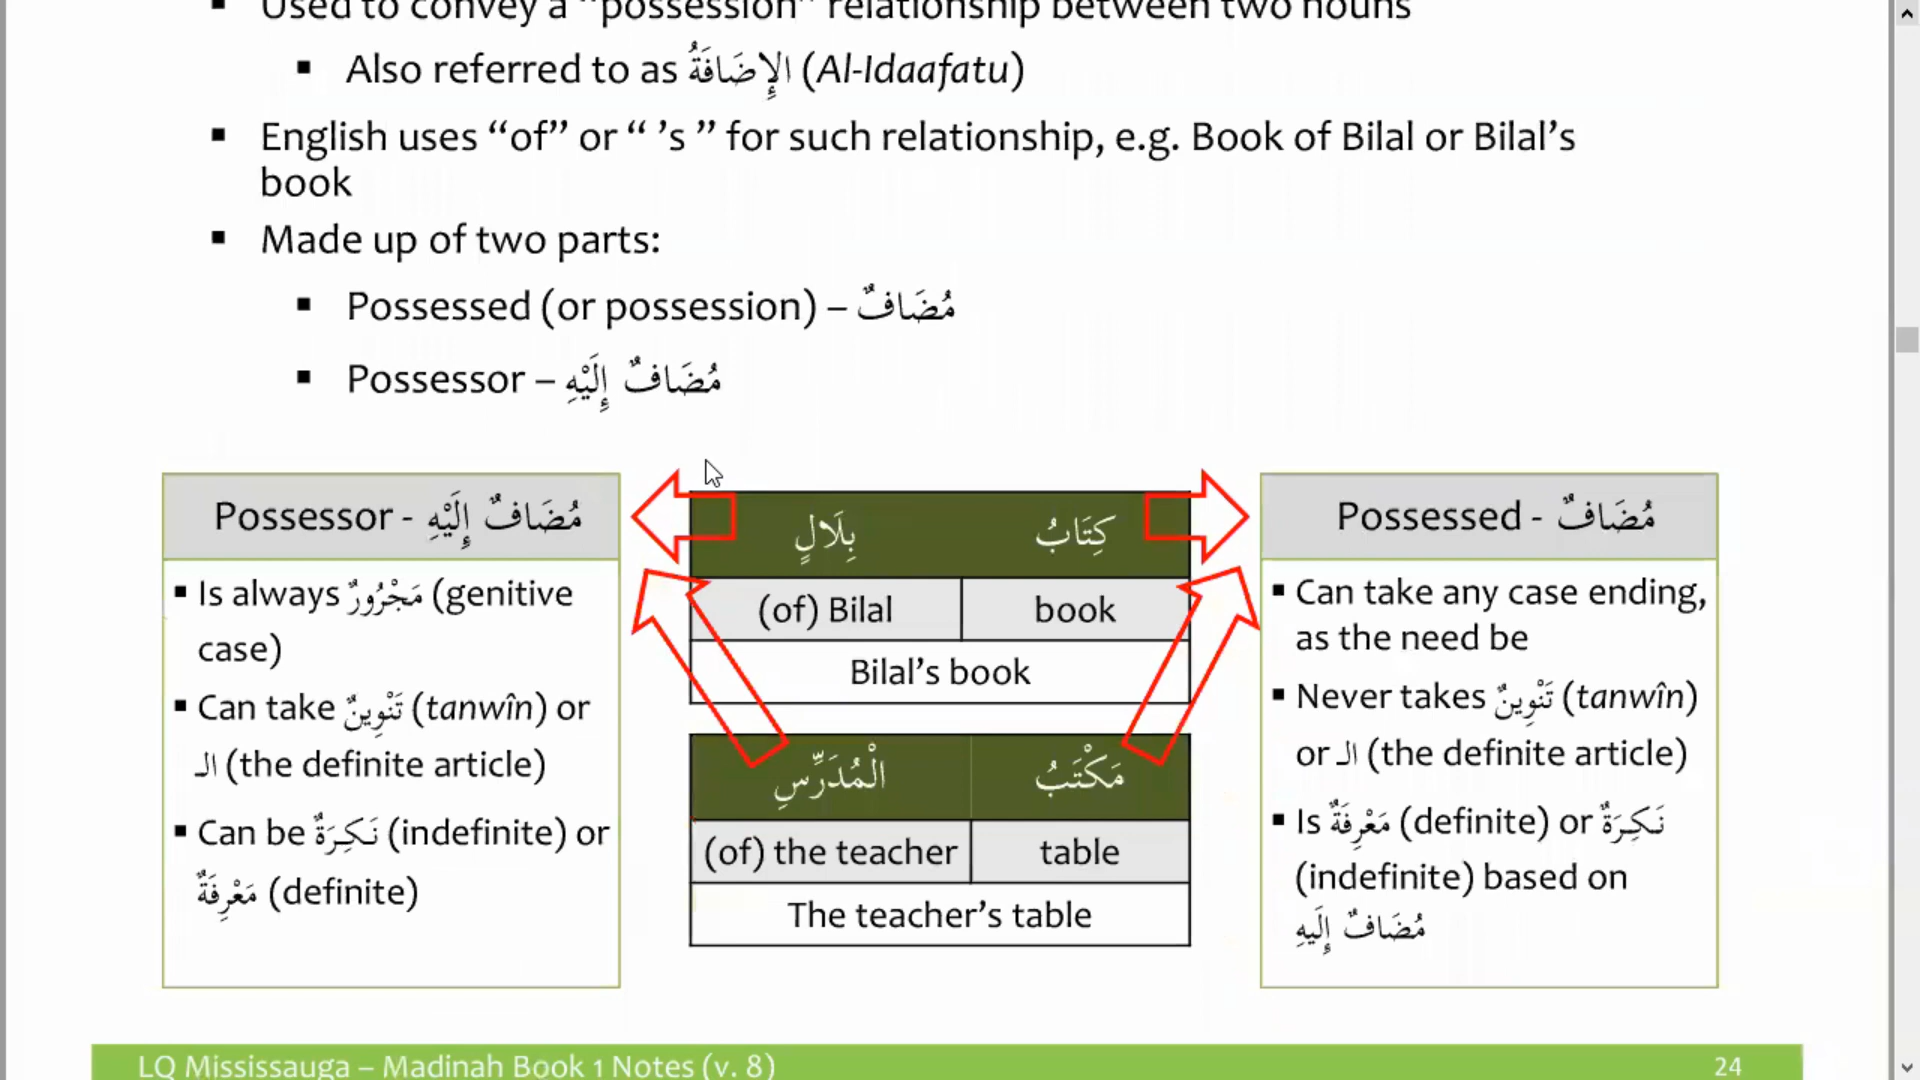 Used to convey a “possession” relationship between two nouns
▪ Also referred to as الإِضَافَةُ (Al-Idaafatu)
▪ English uses “of” or “ ’s ” for such relationship, e.g. Book of Bilal or Bilal’s
book
▪ Made up of two parts:
▪ Possessed (or possession) – مُضَافٌ
▪ Possessor – مُضَافٌ إِلَيْهِ
Possessor - مُضَافٌ إِلَيْهِ
▪ Is always مَجْرُورٌ (genitive
case)
▪ Can take تَنْوِينٌ (tanwîn) or
الـ (the definite article)
▪ Can be نَكِرَةٌ (indefinite) or
مَعْرِفَةٌ (definite)
كِتَابُ بِلَالٍ
(of) Bilal book
Bilal’s book
مَكْتَبُ الْمُدَرِّسِ
(of) the teacher table
The teacher’s table
Possessed - مُضَافٌ
▪ Can take any case ending,
as the need be
▪ Never takes تَنْوِينٌ (tanwîn)
or الـ (the definite article)
▪ Is مَعْرِفَةٌ (definite) or نَكِرَةٌ
(indefinite) based on
مُضَافٌ إِلَيهِ
LQ Mississauga – Madinah Book 1 Notes (v. 8) 24